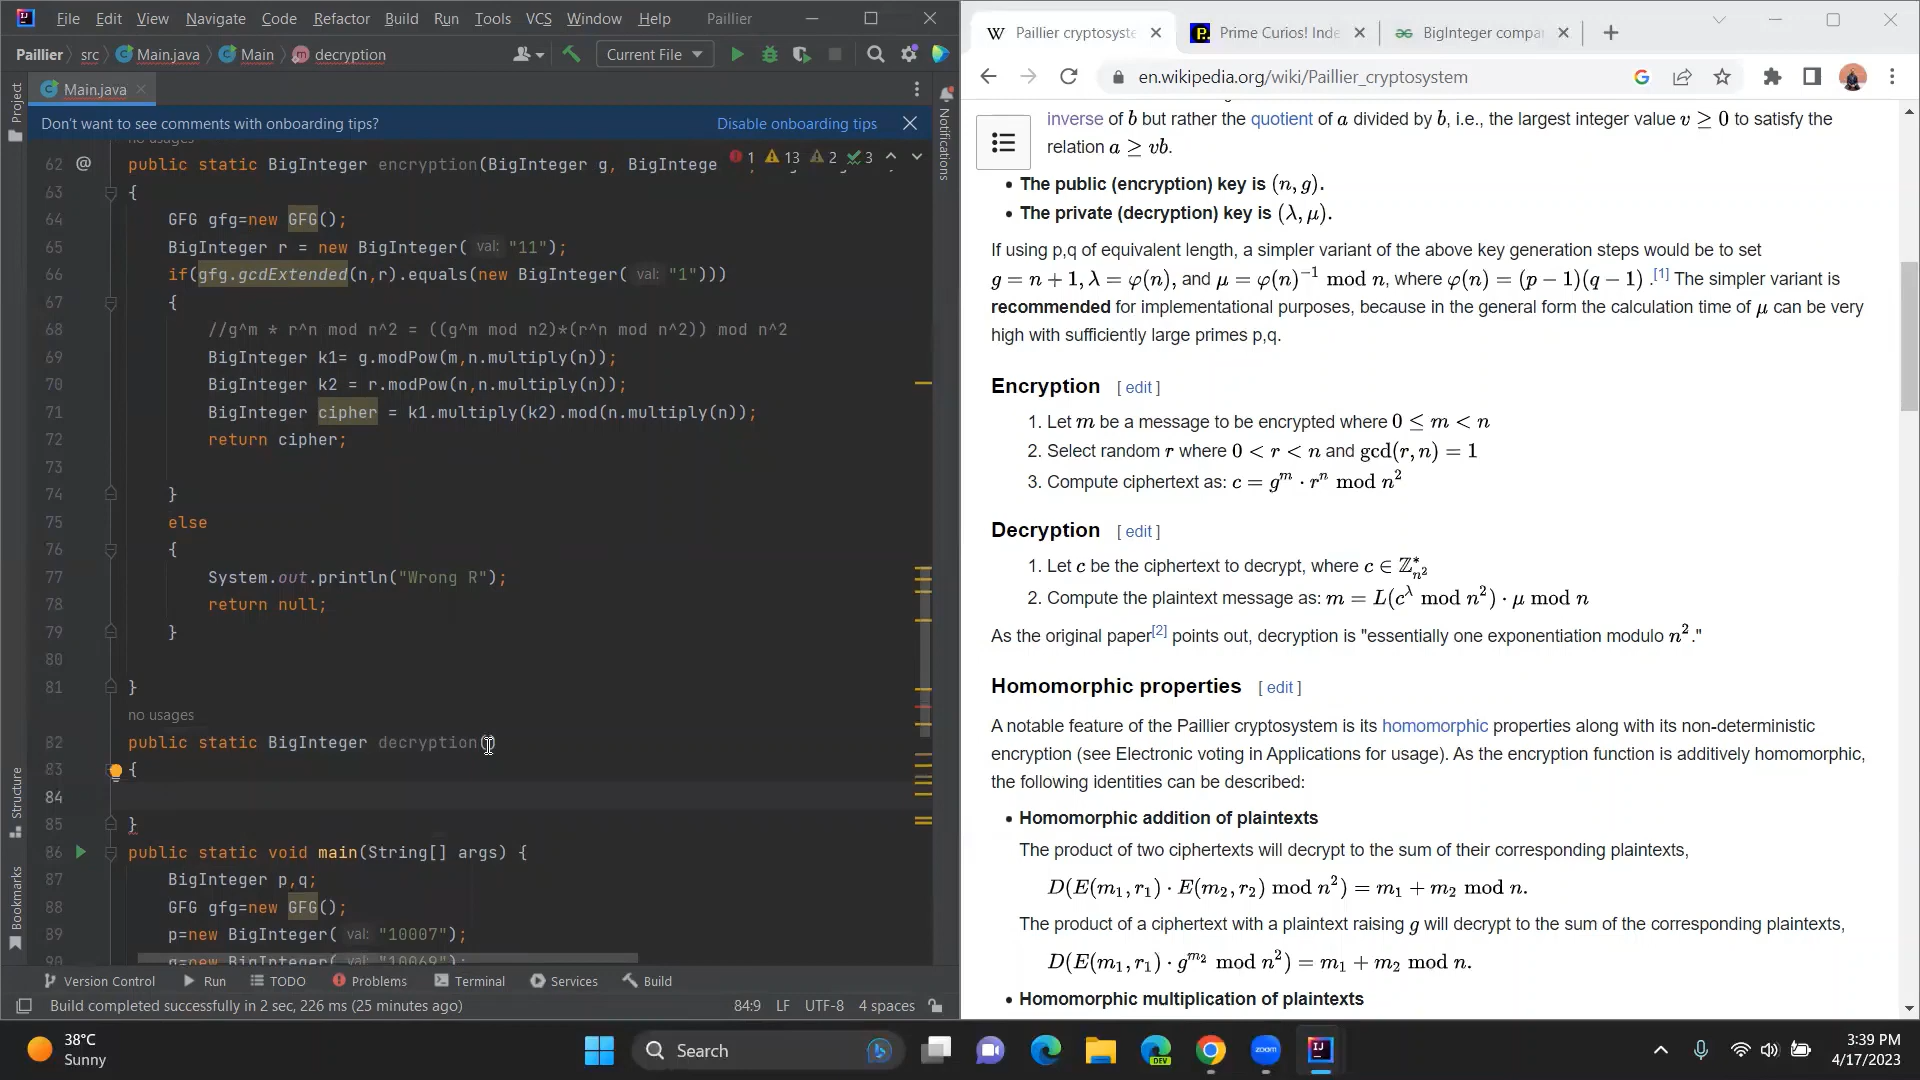 File Edit View Navigate Code Refactor Build Run Tools VCS Window Help Paillier
Paillier src Main.java Main decryption Current File
Main.java
Don't want to see comments with onboarding tips? Disable onboarding tips
no usages
62 public static BigInteger encryption(BigInteger g, BigIntege 1 13 2 3
63 {
64 GFG gfg=new GFG();
65 BigInteger r = new BigInteger( val: "11");
66 if(gfg.gcdExtended(n,r).equals(new BigInteger( val: "1")))
67 {
68 //g^m * r^n mod n^2 = ((g^m mod n2)*(r^n mod n^2)) mod n^2
69 BigInteger k1= g.modPow(m,n.multiply(n));
70 BigInteger k2 = r.modPow(n,n.multiply(n));
71 BigInteger cipher = k1.multiply(k2).mod(n.multiply(n));
72 return cipher;
73
74 }
75 else
76 {
77 System.out.println("Wrong R");
78 return null;
79 }
80
81 }
no usages
82 public static BigInteger decryption()
83 {
84
85 }
86 public static void main(String[] args) {
87 BigInteger p,q;
88 GFG gfg=new GFG();
89 p=new BigInteger( val: "10007");
90 q=new BigInteger( val: "10069");
Project
Structure
Bookmarks
Notifications
Version Control Run TODO Problems Terminal Services Build
Build completed successfully in 2 sec, 226 ms (25 minutes ago) 84:9 LF UTF-8 4 spaces
W Paillier cryptosyste Prime Curios! Inde BigInteger compa
en.wikipedia.org/wiki/Paillier_cryptosystem
inverse of b but rather the quotient of a divided by b, i.e., the largest integer value v ≥ 0 to satisfy the
relation a ≥ vb.
• The public (encryption) key is (n, g).
• The private (decryption) key is (λ, μ).
If using p,q of equivalent length, a simpler variant of the above key generation steps would be to set
g = n + 1, λ = φ(n), and μ = φ(n)⁻¹ mod n, where φ(n) = (p − 1)(q − 1) .[1] The simpler variant is
recommended for implementational purposes, because in the general form the calculation time of μ can be very
high with sufficiently large primes p,q.
Encryption [ edit ]
1. Let m be a message to be encrypted where 0 ≤ m < n
2. Select random r where 0 < r < n and gcd(r, n) = 1
3. Compute ciphertext as: c = g^m · r^n mod n²
Decryption [ edit ]
1. Let c be the ciphertext to decrypt, where c ∈ ℤ*_{n²}
2. Compute the plaintext message as: m = L(c^λ mod n²) · μ mod n
As the original paper[2] points out, decryption is "essentially one exponentiation modulo n²."
Homomorphic properties [ edit ]
A notable feature of the Paillier cryptosystem is its homomorphic properties along with its non-deterministic
encryption (see Electronic voting in Applications for usage). As the encryption function is additively homomorphic,
the following identities can be described:
• Homomorphic addition of plaintexts
The product of two ciphertexts will decrypt to the sum of their corresponding plaintexts,
D(E(m₁, r₁) · E(m₂, r₂) mod n²) = m₁ + m₂ mod n.
The product of a ciphertext with a plaintext raising g will decrypt to the sum of the corresponding plaintexts,
D(E(m₁, r₁) · g^{m₂} mod n²) = m₁ + m₂ mod n.
• Homomorphic multiplication of plaintexts
38°C
Sunny
Search
DEV
zoom
3:39 PM
4/17/2023